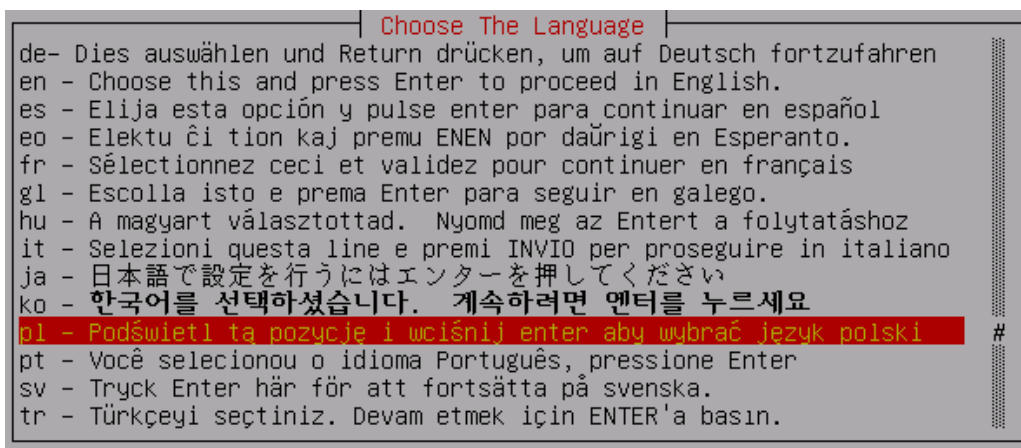 Choose The Language
de- Dies auswählen und Return drücken, um auf Deutsch fortzufahren
en - Choose this and press Enter to proceed in English.
es - Elija esta opción y pulse enter para continuar en español
eo - Elektu ĉi tion kaj premu ENEN por daŭrigi en Esperanto.
fr - Sélectionnez ceci et validez pour continuer en français
gl - Escolla isto e prema Enter para seguir en galego.
hu - A magyart választottad.  Nyomd meg az Entert a folytatáshoz
it - Selezioni questa line e premi INVIO per proseguire in italiano
ja - 日本語で設定を行うにはエンターを押してください
ko - 한국어를 선택하셨습니다.  계속하려면 엔터를 누르세요
pl - Podświetl tą pozycję i wciśnij enter aby wybrać język polski #
pt - Você selecionou o idioma Português, pressione Enter
sv - Tryck Enter här för att fortsätta på svenska.
tr - Türkçeyi seçtiniz. Devam etmek için ENTER'a basın.